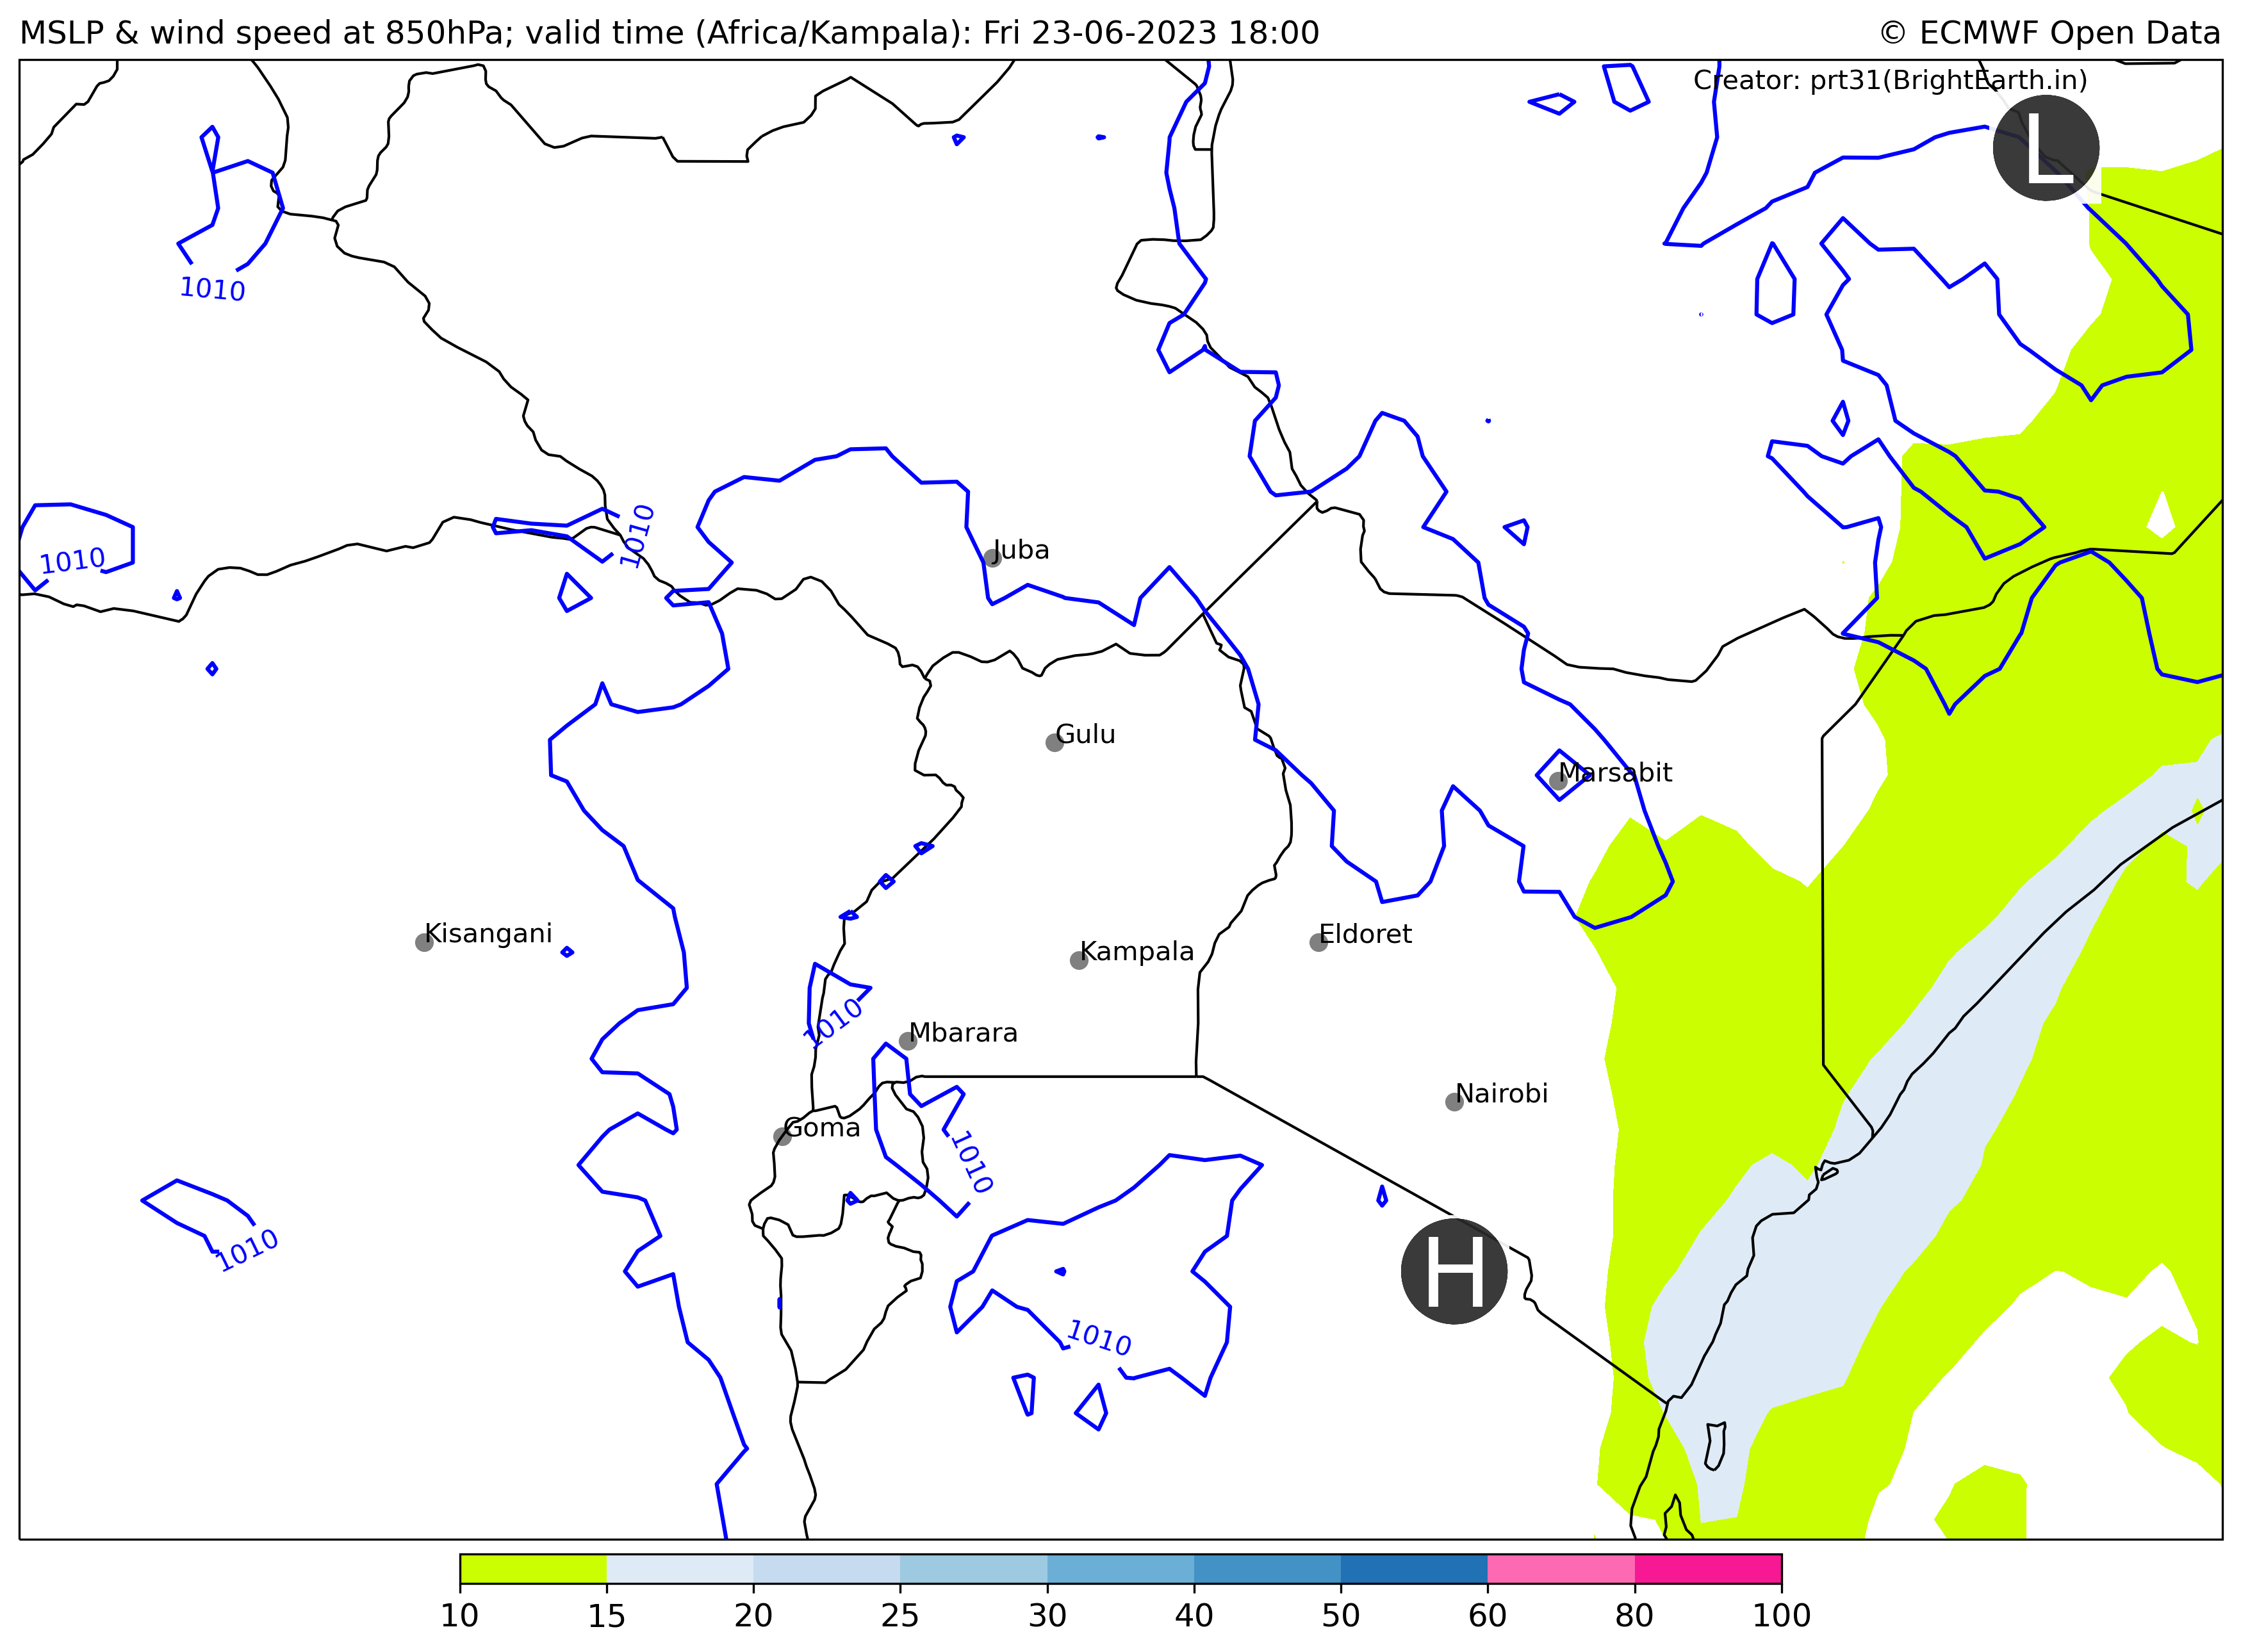 MSLP & wind speed at 850hPa; valid time (Africa/Kampala): Fri 23-06-2023 18:00
© ECMWF Open Data
Creator: prt31(BrightEarth.in)
L
1010
1010
1010
Juba
Gulu
Marsabit
Kisangani
Eldoret
Kampala
1010
Mbarara
Nairobi
Goma
1010
1010
H
1010
10 15 20 25 30 40 50 60 80 100